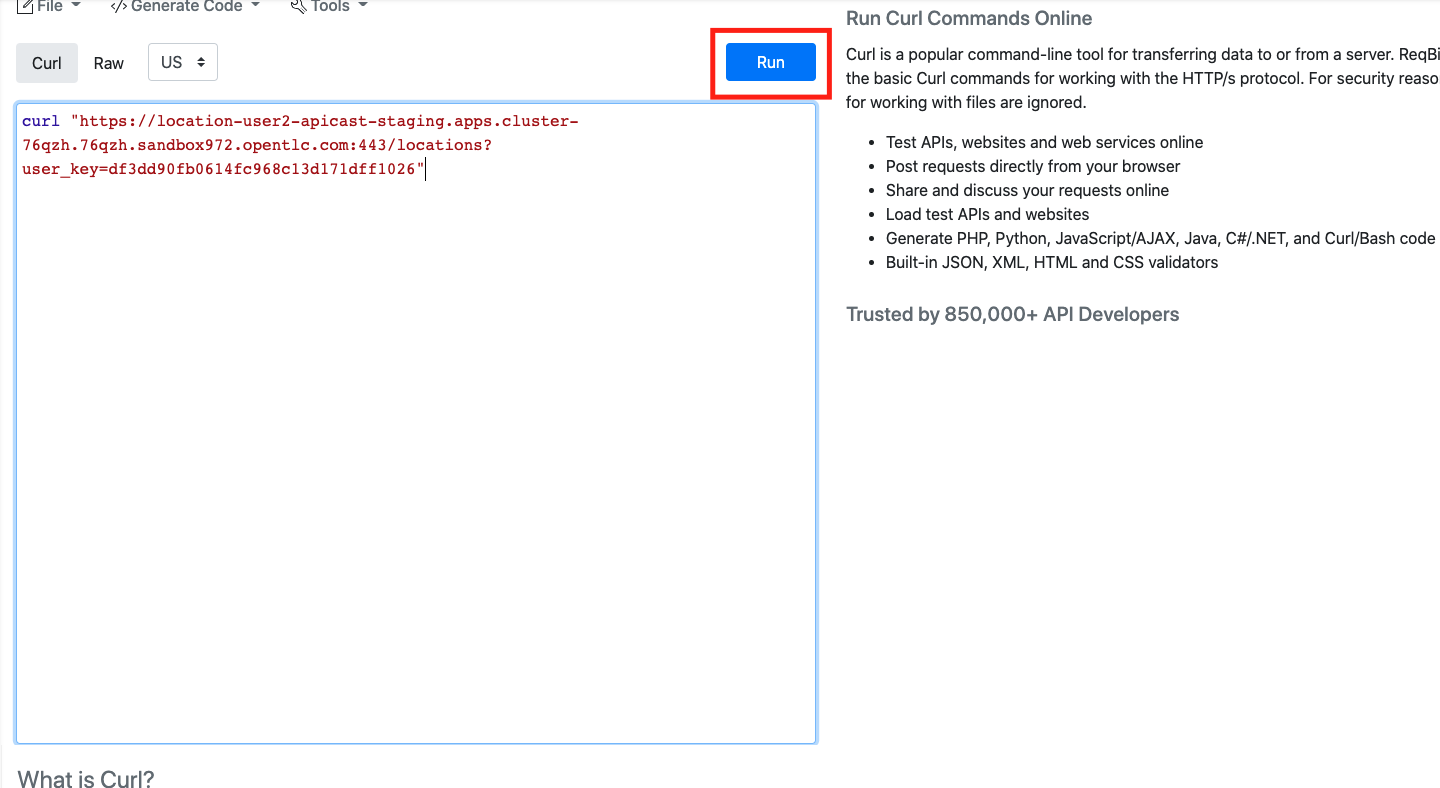 File
</> Generate Code
Tools
Curl
Raw
US
Run
curl "https://location-user2-apicast-staging.apps.cluster-
76qzh.76qzh.sandbox972.opentlc.com:443/locations?
user_key=df3dd90fb0614fc968c13d171dff1026"
What is Curl?
Run Curl Commands Online
Curl is a popular command-line tool for transferring data to or from a server. ReqBi
the basic Curl commands for working with the HTTP/s protocol. For security reaso
for working with files are ignored.
• Test APIs, websites and web services online
• Post requests directly from your browser
• Share and discuss your requests online
• Load test APIs and websites
• Generate PHP, Python, JavaScript/AJAX, Java, C#/.NET, and Curl/Bash code
• Built-in JSON, XML, HTML and CSS validators
Trusted by 850,000+ API Developers